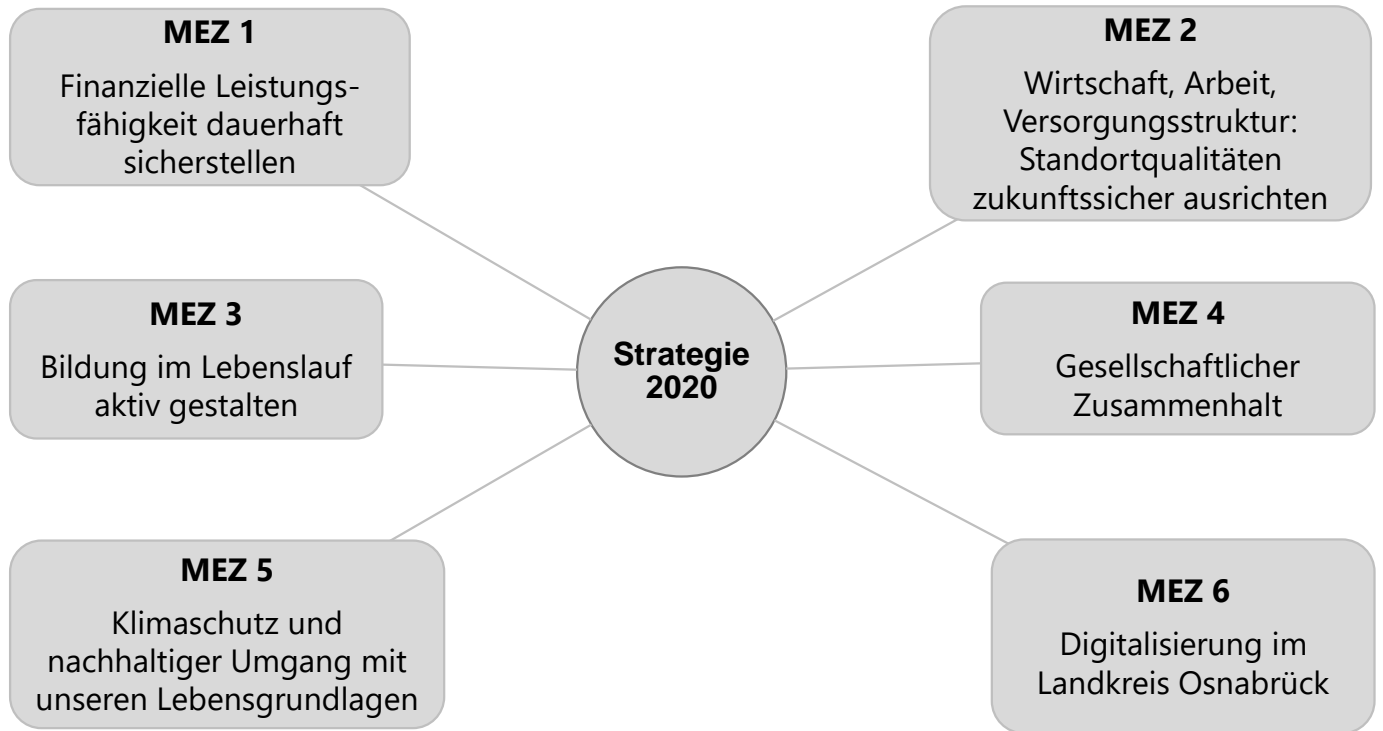 MEZ 1
Finanzielle Leistungs-
fähigkeit dauerhaft
sicherstellen
MEZ 2
Wirtschaft, Arbeit,
Versorgungsstruktur:
Standortqualitäten
zukunftssicher ausrichten
MEZ 3
Bildung im Lebenslauf
aktiv gestalten
Strategie
2020
MEZ 4
Gesellschaftlicher
Zusammenhalt
MEZ 5
Klimaschutz und
nachhaltiger Umgang mit
unseren Lebensgrundlagen
MEZ 6
Digitalisierung im
Landkreis Osnabrück